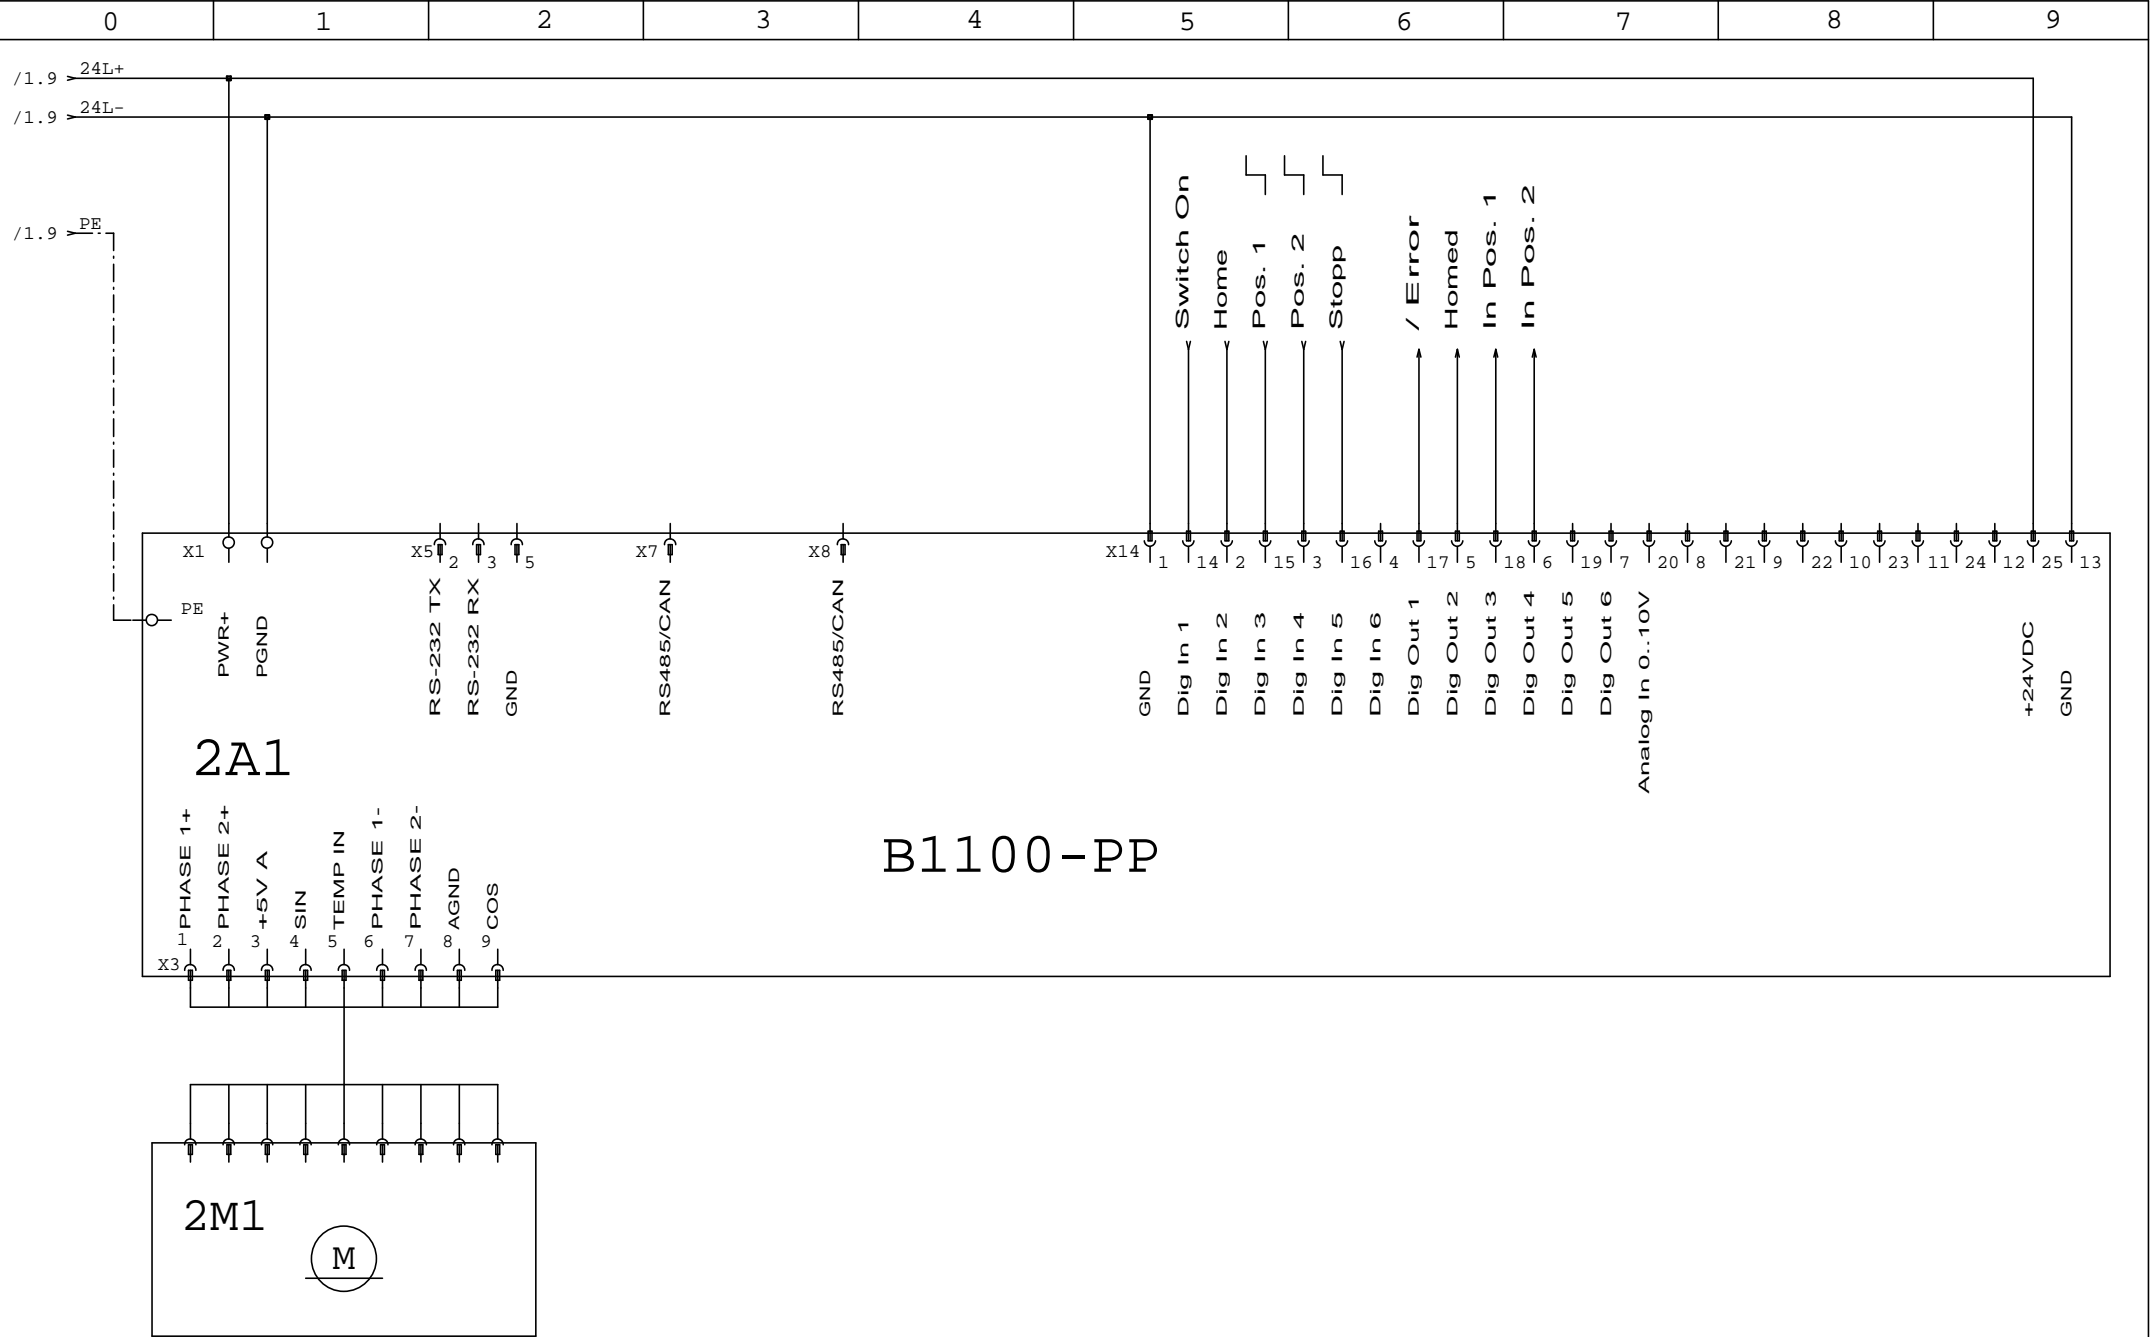 0 1 2 3 4 5 6 7 8 9
/1.9 24L+
/1.9 24L-
/1.9 PE
Switch On
Home
Pos. 1
Pos. 2
Stopp
/ Error
Homed
In Pos. 1
In Pos. 2
X1
X5 2 3 5
X7
X8
X14 1 14 2 15 3 16 4 17 5 18 6 19 7 20 8 21 9 22 10 23 11 24 12 25 13
PE
PWR+
PGND
RS-232 TX
RS-232 RX
GND
RS485/CAN
RS485/CAN
GND
Dig In 1
Dig In 2
Dig In 3
Dig In 4
Dig In 5
Dig In 6
Dig Out 1
Dig Out 2
Dig Out 3
Dig Out 4
Dig Out 5
Dig Out 6
Analog In 0..10V
+24VDC
GND
2A1
B1100-PP
PHASE 1+
PHASE 2+
+5V A
SIN
TEMP IN
PHASE 1-
PHASE 2-
AGND
COS
1 2 3 4 5 6 7 8 9
X3
2M1
M